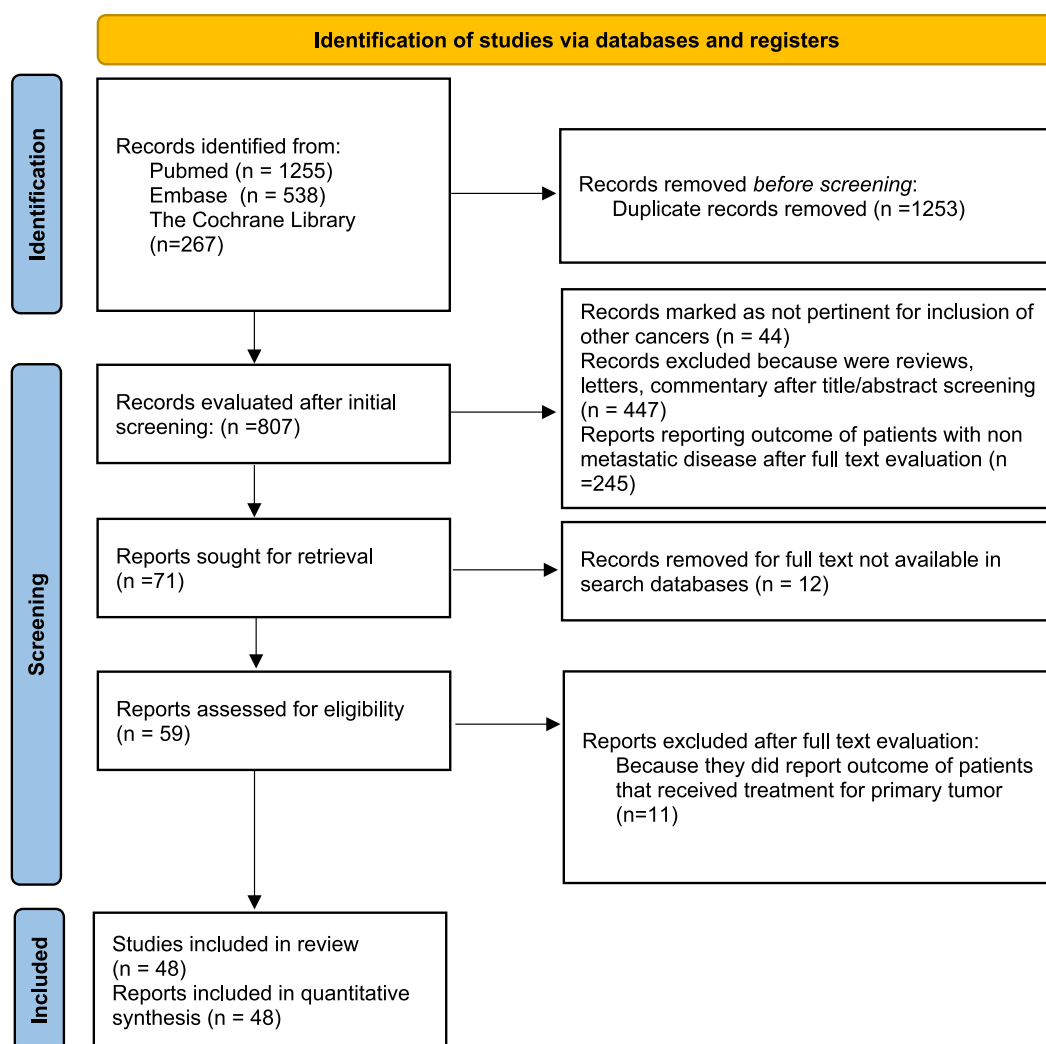 Identification of studies via databases and registers
Identification
Records identified from:
Pubmed (n = 1255)
Embase (n = 538)
The Cochrane Library
(n=267)
Records removed before screening:
Duplicate records removed (n =1253)
Screening
Records evaluated after initial
screening: (n =807)
Records marked as not pertinent for inclusion of
other cancers (n = 44)
Records excluded because were reviews,
letters, commentary after title/abstract screening
(n = 447)
Reports reporting outcome of patients with non
metastatic disease after full text evaluation (n
=245)
Reports sought for retrieval
(n =71)
Records removed for full text not available in
search databases (n = 12)
Reports assessed for eligibility
(n = 59)
Reports excluded after full text evaluation:
Because they did report outcome of patients
that received treatment for primary tumor
(n=11)
Included
Studies included in review
(n = 48)
Reports included in quantitative
synthesis (n = 48)